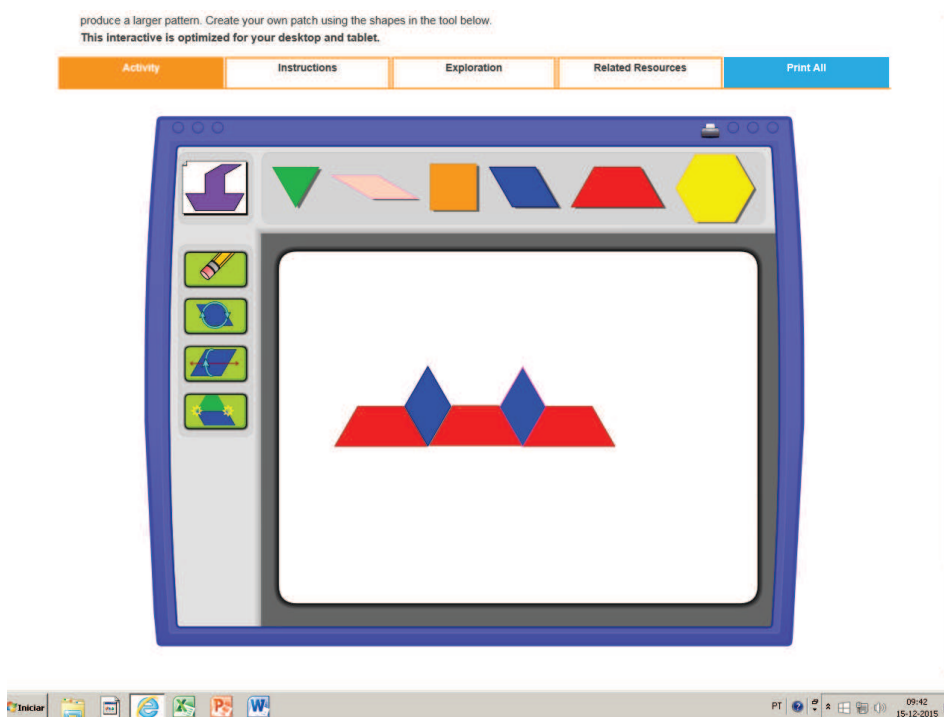 produce a larger pattern. Create your own patch using the shapes in the tool below.
This interactive is optimized for your desktop and tablet.
Activity Instructions Exploration Related Resources Print All
Iniciar PT 09:42
15-12-2015